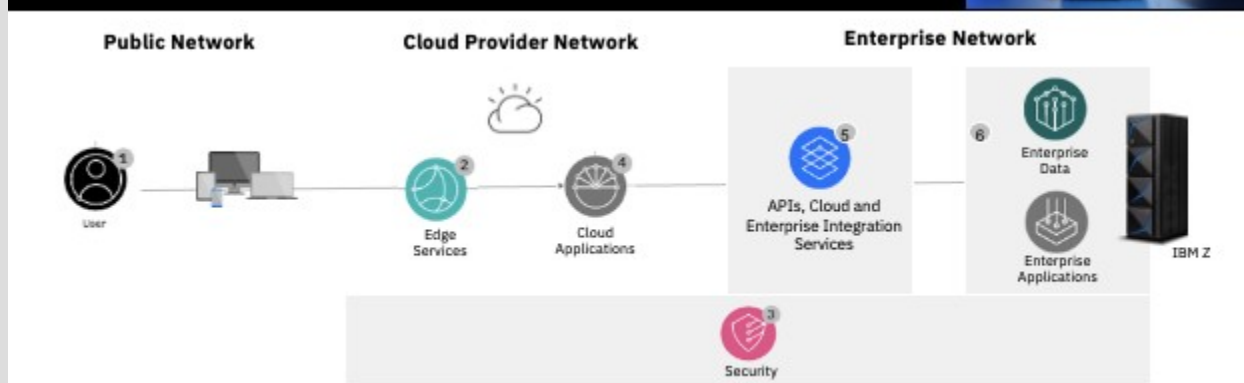 Public Network
Cloud Provider Network
Enterprise Network
1
User
2
Edge
Services
4
Cloud
Applications
5
APIs, Cloud and
Enterprise Integration
Services
6
Enterprise
Data
Enterprise
Applications
IBM Z
3
Security